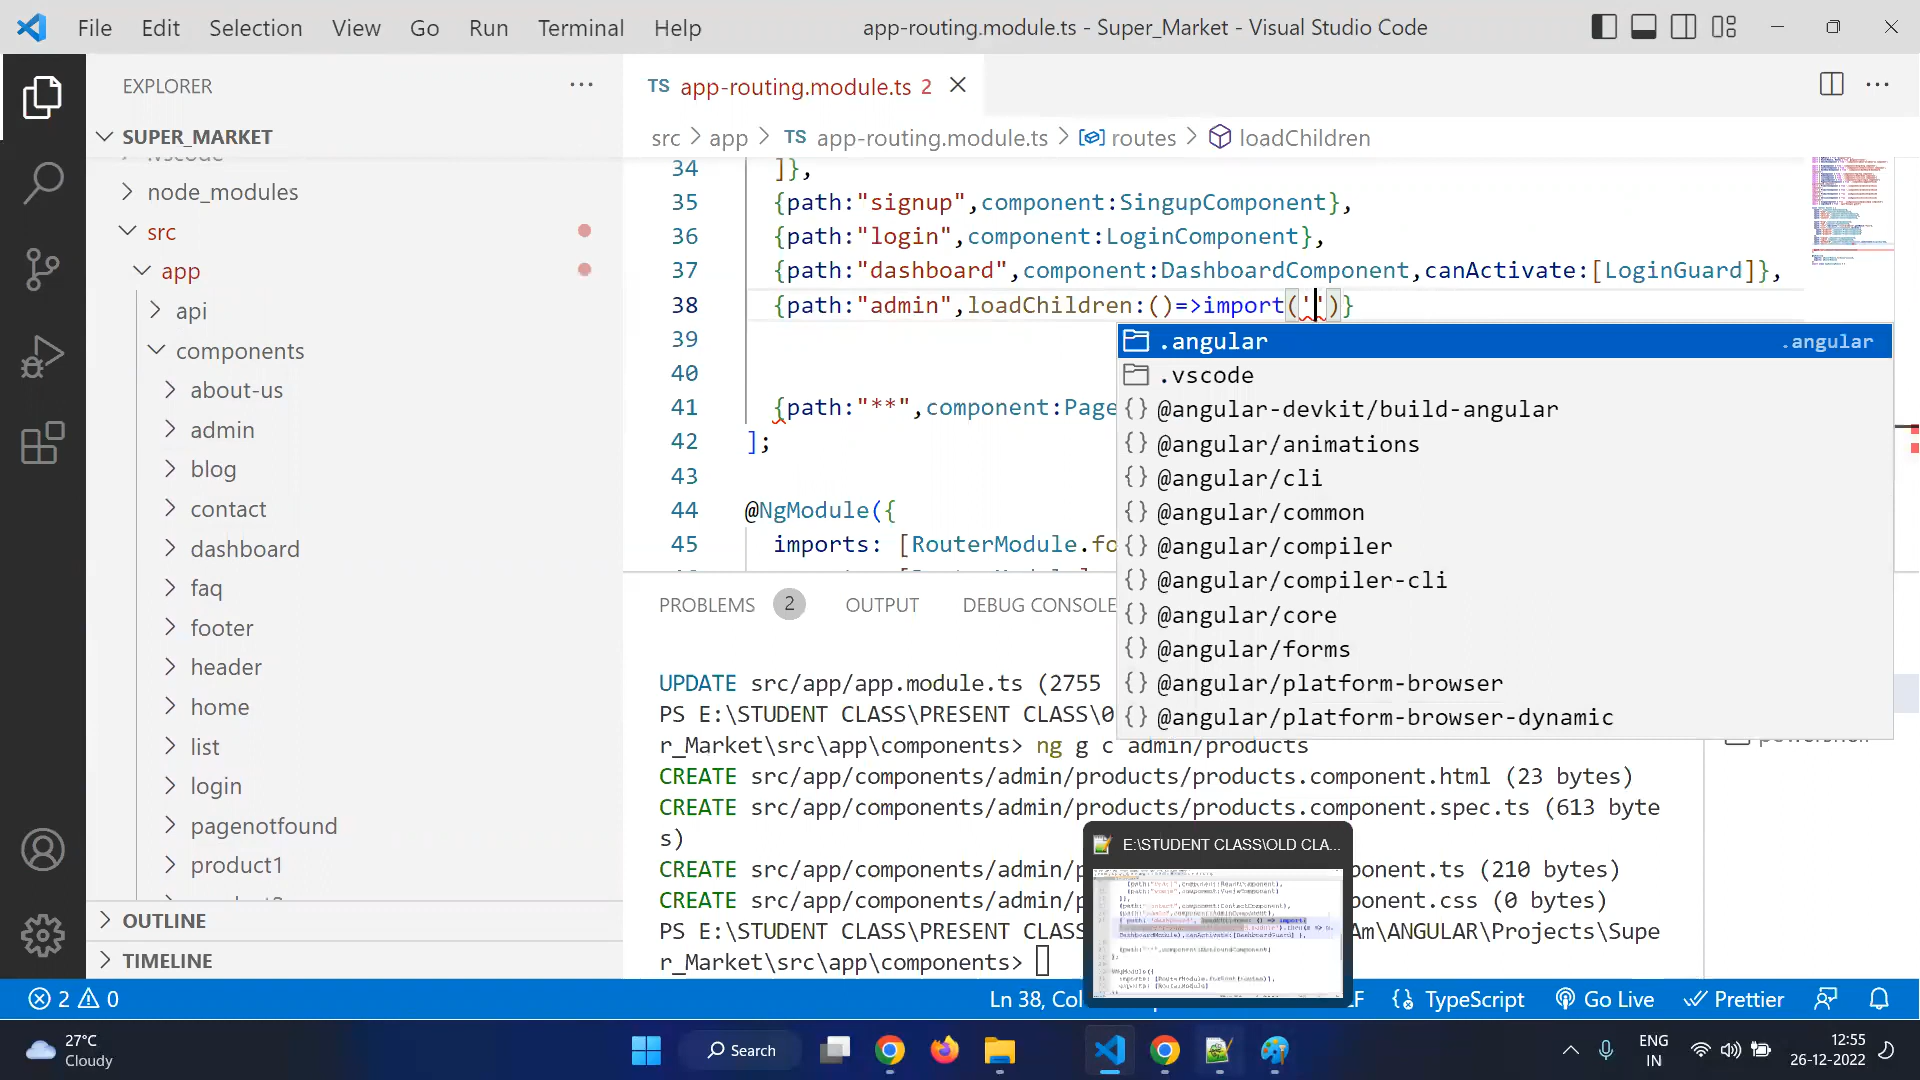 File Edit Selection View Go Run Terminal Help app-routing.module.ts - Super_Market - Visual Studio Code
EXPLORER
SUPER_MARKET
.vscode
node_modules
src
app
api
components
about-us
admin
blog
contact
dashboard
faq
footer
header
home
list
login
pagenotfound
product1
OUTLINE
TIMELINE
TS app-routing.module.ts 2
src app TS app-routing.module.ts routes loadChildren
34 ]},
35 {path:"signup",component:SingupComponent},
36 {path:"login",component:LoginComponent},
37 {path:"dashboard",component:DashboardComponent,canActivate:[LoginGuard]},
38 {path:"admin",loadChildren:()=>import('')}
39
40
41 {path:"**",component:Page
42 ];
43
44 @NgModule({
45 imports: [RouterModule.fo
.angular .angular
.vscode
{} @angular-devkit/build-angular
{} @angular/animations
{} @angular/cli
{} @angular/common
{} @angular/compiler
{} @angular/compiler-cli
{} @angular/core
{} @angular/forms
{} @angular/platform-browser
{} @angular/platform-browser-dynamic
PROBLEMS 2 OUTPUT DEBUG CONSOLE
UPDATE src/app/app.module.ts (2755
PS E:\STUDENT CLASS\PRESENT CLASS\0
r_Market\src\app\components> ng g c admin/products
CREATE src/app/components/admin/products/products.component.html (23 bytes)
CREATE src/app/components/admin/products/products.component.spec.ts (613 byte
s)
CREATE src/app/components/admin/p omponent.ts (210 bytes)
CREATE src/app/components/admin/p omponent.css (0 bytes)
PS E:\STUDENT CLASS\PRESENT CLASS\0 Am\ANGULAR\Projects\Supe
r_Market\src\app\components>
E:\STUDENT CLASS\OLD CLA...
2 0
Ln 38, Co LF {} TypeScript Go Live Prettier
27°C
Cloudy
Search
ENG
IN
12:55
26-12-2022